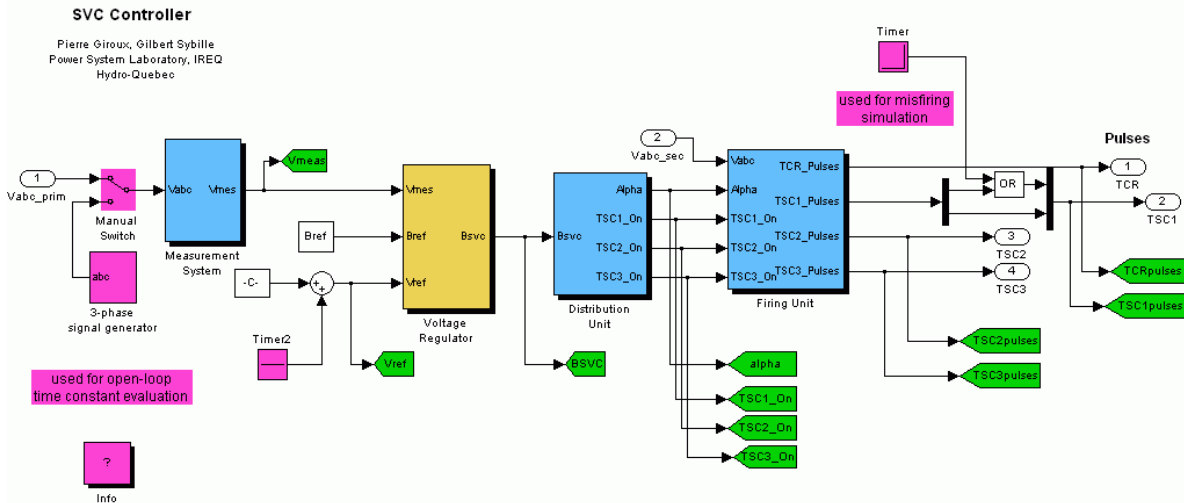 SVC Controller
Pierre Giroux, Gilbert Sybille
Power System Laboratory, IREQ
Hydro-Quebec
Timer
used for misfiring
simulation
Pulses
1
Vabc_prim
Manual
Switch
abc
3-phase
signal generator
Vabc
Vmes
Measurement
System
Vmeas
Bref
-C-
Timer2
++
Vref
Vmes
Bref
Vref
Bsvc
Voltage
Regulator
BSVC
Bsvc
Alpha
TSC1_On
TSC2_On
TSC3_On
Distribution
Unit
2
Vabc_sec
Vabc
Alpha
TSC1_On
TSC2_On
TSC3_On
TCR_Pulses
TSC1_Pulses
TSC2_Pulses
TSC3_Pulses
Firing Unit
OR
1
TCR
2
TSC1
3
TSC2
4
TSC3
TCRpulses
TSC1pulses
TSC2pulses
TSC3pulses
alpha
TSC1_On
TSC2_On
TSC3_On
used for open-loop
time constant evaluation
?
Info